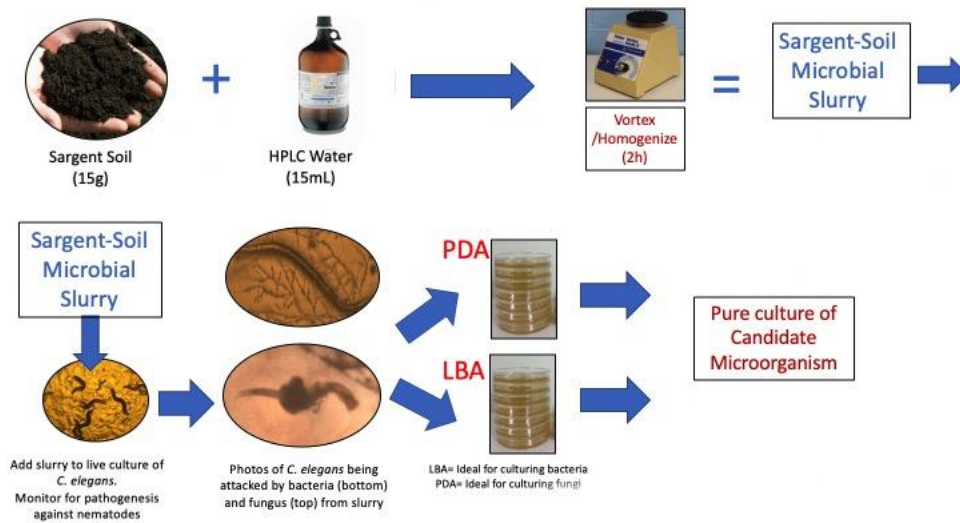 Sargent Soil
(15g)
+
HPLC Water
(15mL)
Vortex
/Homogenize
(2h)
=
Sargent-Soil
Microbial
Slurry
Sargent-Soil
Microbial
Slurry
Add slurry to live culture of
C. elegans.
Monitor for pathogenesis
against nematodes
Photos of C. elegans being
attacked by bacteria (bottom)
and fungus (top) from slurry
PDA
LBA
LBA= Ideal for culturing bacteria
PDA= Ideal for culturing fungi
Pure culture of
Candidate
Microorganism